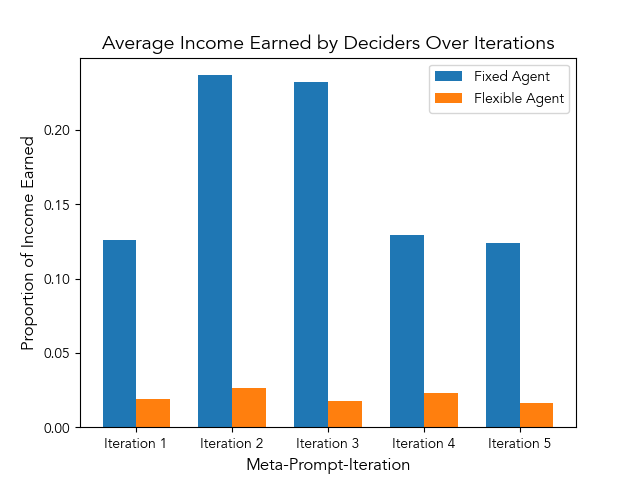 Average Income Earned by Deciders Over Iterations
Fixed Agent
Flexible Agent
Proportion of Income Earned
0.20
0.15
0.10
0.05
0.00
Iteration 1
Iteration 2
Iteration 3
Iteration 4
Iteration 5
Meta-Prompt-Iteration